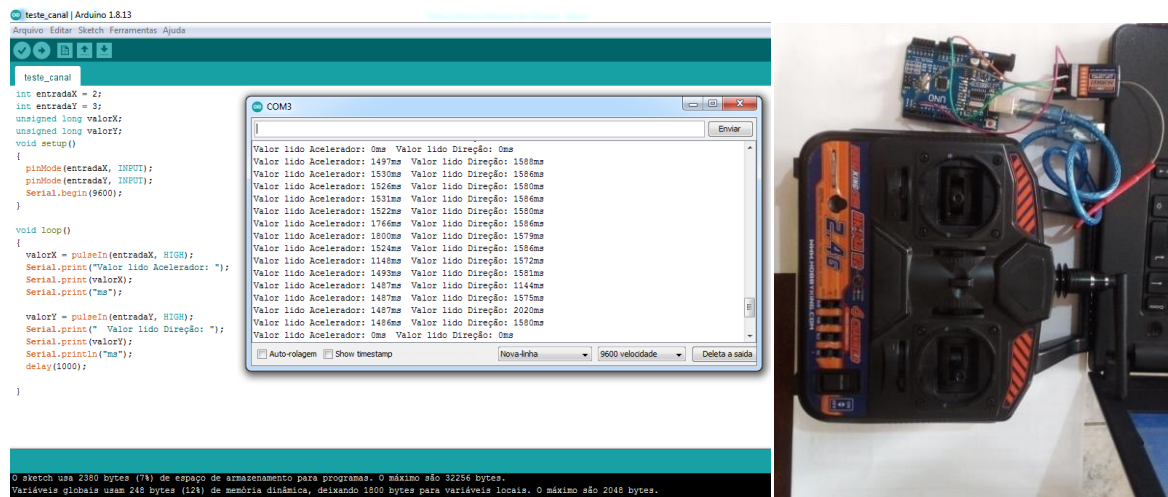 teste_canal | Arduino 1.8.13
Arquivo Editar Sketch Ferramentas Ajuda
teste_canal
int entradaX = 2;
int entradaY = 3;
unsigned long valorX;
unsigned long valorY;
void setup()
{
pinMode(entradaX, INPUT);
pinMode(entradaY, INPUT);
Serial.begin(9600);
}
void loop()
{
valorX = pulseIn(entradaX, HIGH);
Serial.print("Valor lido Acelerador: ");
Serial.print(valorX);
Serial.print("ms");
valorY = pulseIn(entradaY, HIGH);
Serial.print("  Valor lido Direção: ");
Serial.print(valorY);
Serial.println("ms");
delay(1000);
}
COM3
Enviar
Valor lido Acelerador: 0ms  Valor lido Direção: 0ms
Valor lido Acelerador: 1497ms  Valor lido Direção: 1588ms
Valor lido Acelerador: 1530ms  Valor lido Direção: 1586ms
Valor lido Acelerador: 1526ms  Valor lido Direção: 1580ms
Valor lido Acelerador: 1531ms  Valor lido Direção: 1586ms
Valor lido Acelerador: 1522ms  Valor lido Direção: 1580ms
Valor lido Acelerador: 1766ms  Valor lido Direção: 1586ms
Valor lido Acelerador: 1800ms  Valor lido Direção: 1579ms
Valor lido Acelerador: 1524ms  Valor lido Direção: 1586ms
Valor lido Acelerador: 1148ms  Valor lido Direção: 1572ms
Valor lido Acelerador: 1493ms  Valor lido Direção: 1581ms
Valor lido Acelerador: 1487ms  Valor lido Direção: 1144ms
Valor lido Acelerador: 1487ms  Valor lido Direção: 1575ms
Valor lido Acelerador: 1487ms  Valor lido Direção: 2020ms
Valor lido Acelerador: 1486ms  Valor lido Direção: 1580ms
Valor lido Acelerador: 0ms  Valor lido Direção: 0ms
Auto-rolagem Show timestamp Nova-linha 9600 velocidade Deleta a saida
O sketch usa 2380 bytes (7%) de espaço de armazenamento para programas. O máximo são 32256 bytes.
Variáveis globais usam 248 bytes (12%) de memória dinâmica, deixando 1800 bytes para variáveis locais. O máximo são 2048 bytes.
UNO
2.4G
WWW.HOBBYKING.COM